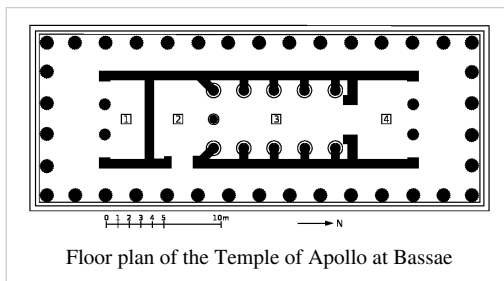 1 2 3 4
0 1 2 3 4 5 10m N
Floor plan of the Temple of Apollo at Bassae